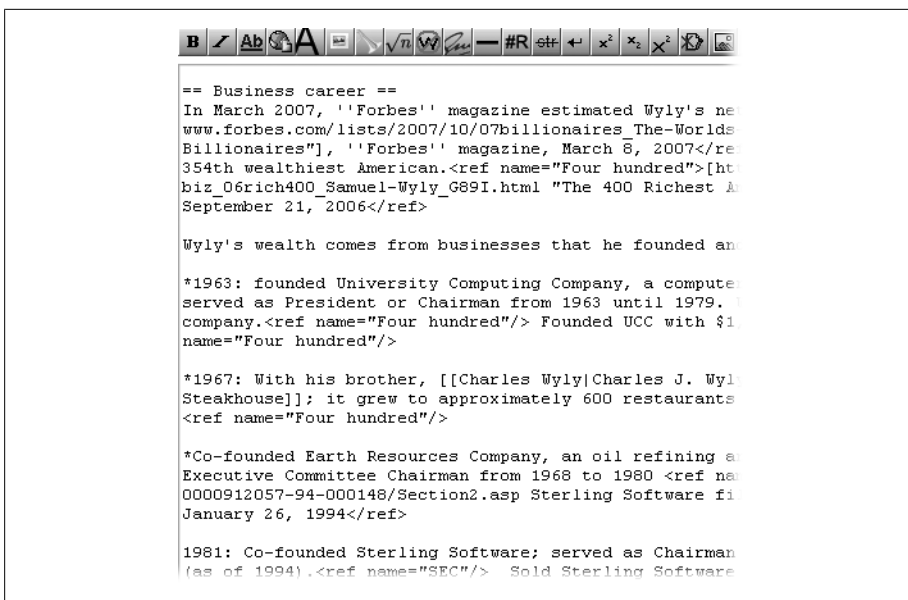 B I Ab A √n W #R str ↵ x² x₂ x²
== Business career ==
In March 2007, ''Forbes'' magazine estimated Wyly's ne
www.forbes.com/lists/2007/10/07billionaires_The-Worlds-
Billionaires"], ''Forbes'' magazine, March 8, 2007</re
354th wealthiest American.<ref name="Four hundred">[ht
biz_06rich400_Samuel-Wyly_G89I.html "The 400 Richest A
September 21, 2006</ref>
Wyly's wealth comes from businesses that he founded an
*1963: founded University Computing Company, a compute
served as President or Chairman from 1963 until 1979.
company.<ref name="Four hundred"/> Founded UCC with $1
name="Four hundred"/>
*1967: With his brother, [[Charles Wyly|Charles J. Wyl
Steakhouse]]; it grew to approximately 600 restaurants
<ref name="Four hundred"/>
*Co-founded Earth Resources Company, an oil refining a
Executive Committee Chairman from 1968 to 1980 <ref na
0000912057-94-000148/Section2.asp Sterling Software fi
January 26, 1994</ref>
1981: Co-founded Sterling Software; served as Chairman
(as of 1994).<ref name="SEC"/>  Sold Sterling Software